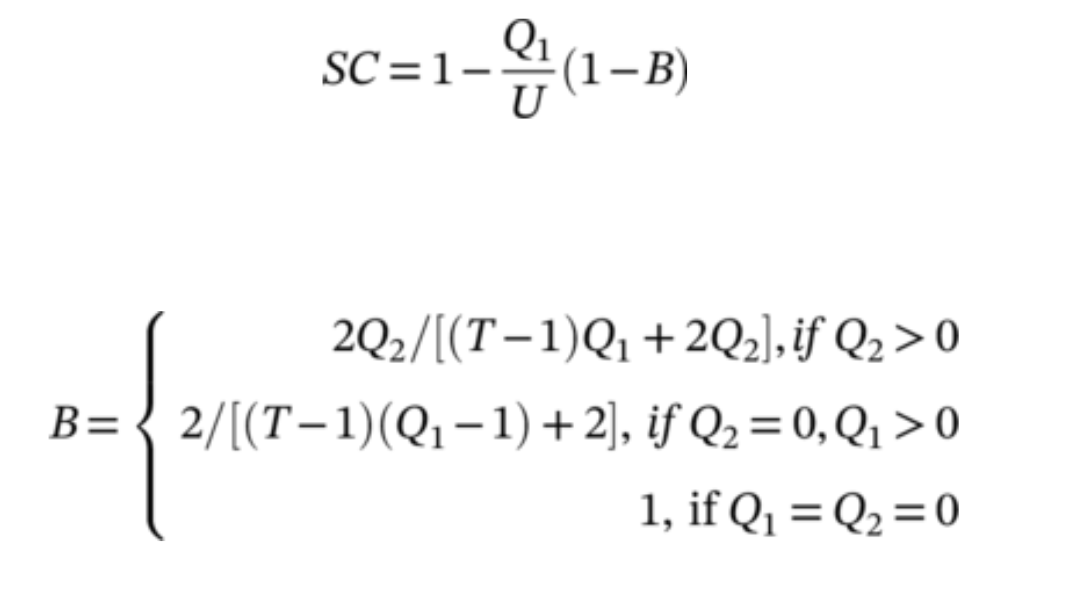 SC = 1 − Q₁/U (1 − B)
B = { 2Q₂/[(T − 1)Q₁ + 2Q₂], if Q₂ > 0
2/[(T − 1)(Q₁ − 1) + 2], if Q₂ = 0, Q₁ > 0
1, if Q₁ = Q₂ = 0